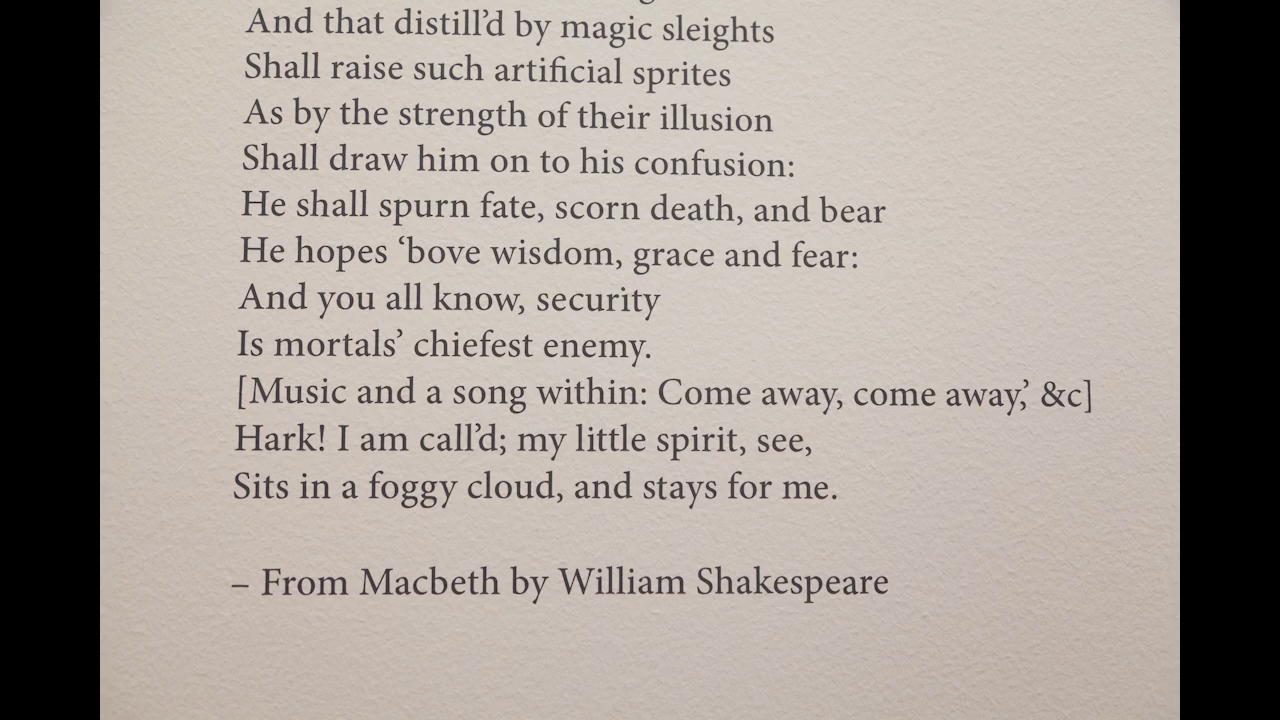 And that distill’d by magic sleights
Shall raise such artificial sprites
As by the strength of their illusion
Shall draw him on to his confusion:
He shall spurn fate, scorn death, and bear
He hopes ‘bove wisdom, grace and fear:
And you all know, security
Is mortals’ chiefest enemy.
[Music and a song within: Come away, come away,’ &c]
Hark! I am call’d; my little spirit, see,
Sits in a foggy cloud, and stays for me.
– From Macbeth by William Shakespeare